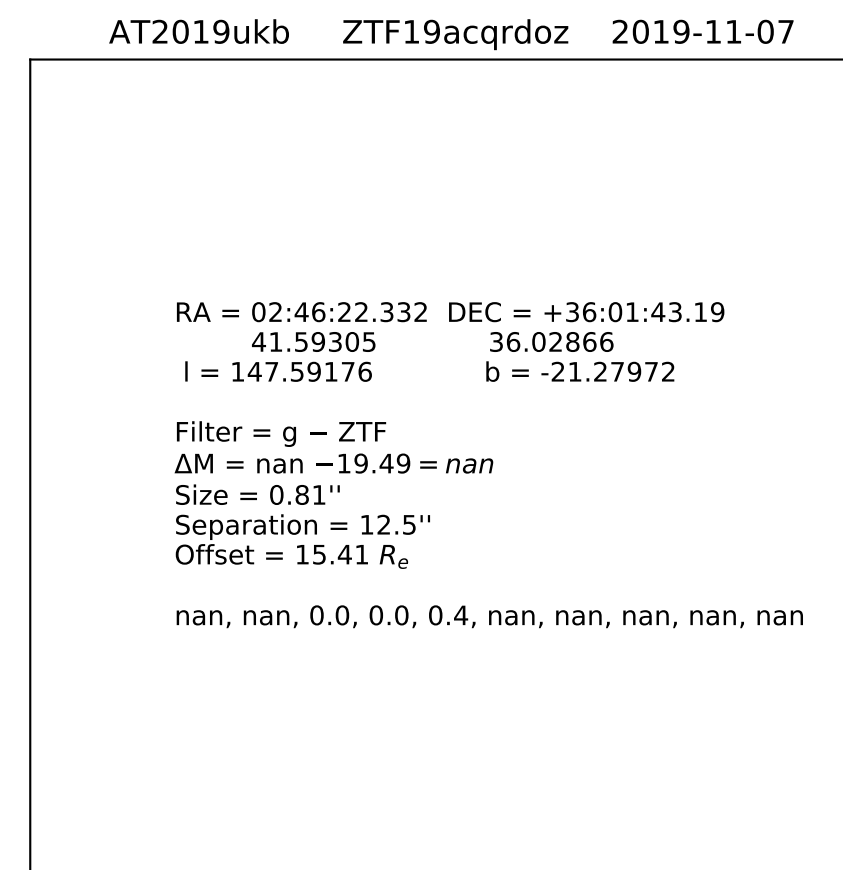 AT2019ukb ZTF19acqrdoz 2019-11-07
RA = 02:46:22.332 DEC = +36:01:43.19
41.59305 36.02866
l = 147.59176 b = -21.27972
Filter = g − ZTF
ΔM = nan −19.49 = nan
Size = 0.81''
Separation = 12.5''
Offset = 15.41 Re
nan, nan, 0.0, 0.0, 0.4, nan, nan, nan, nan, nan